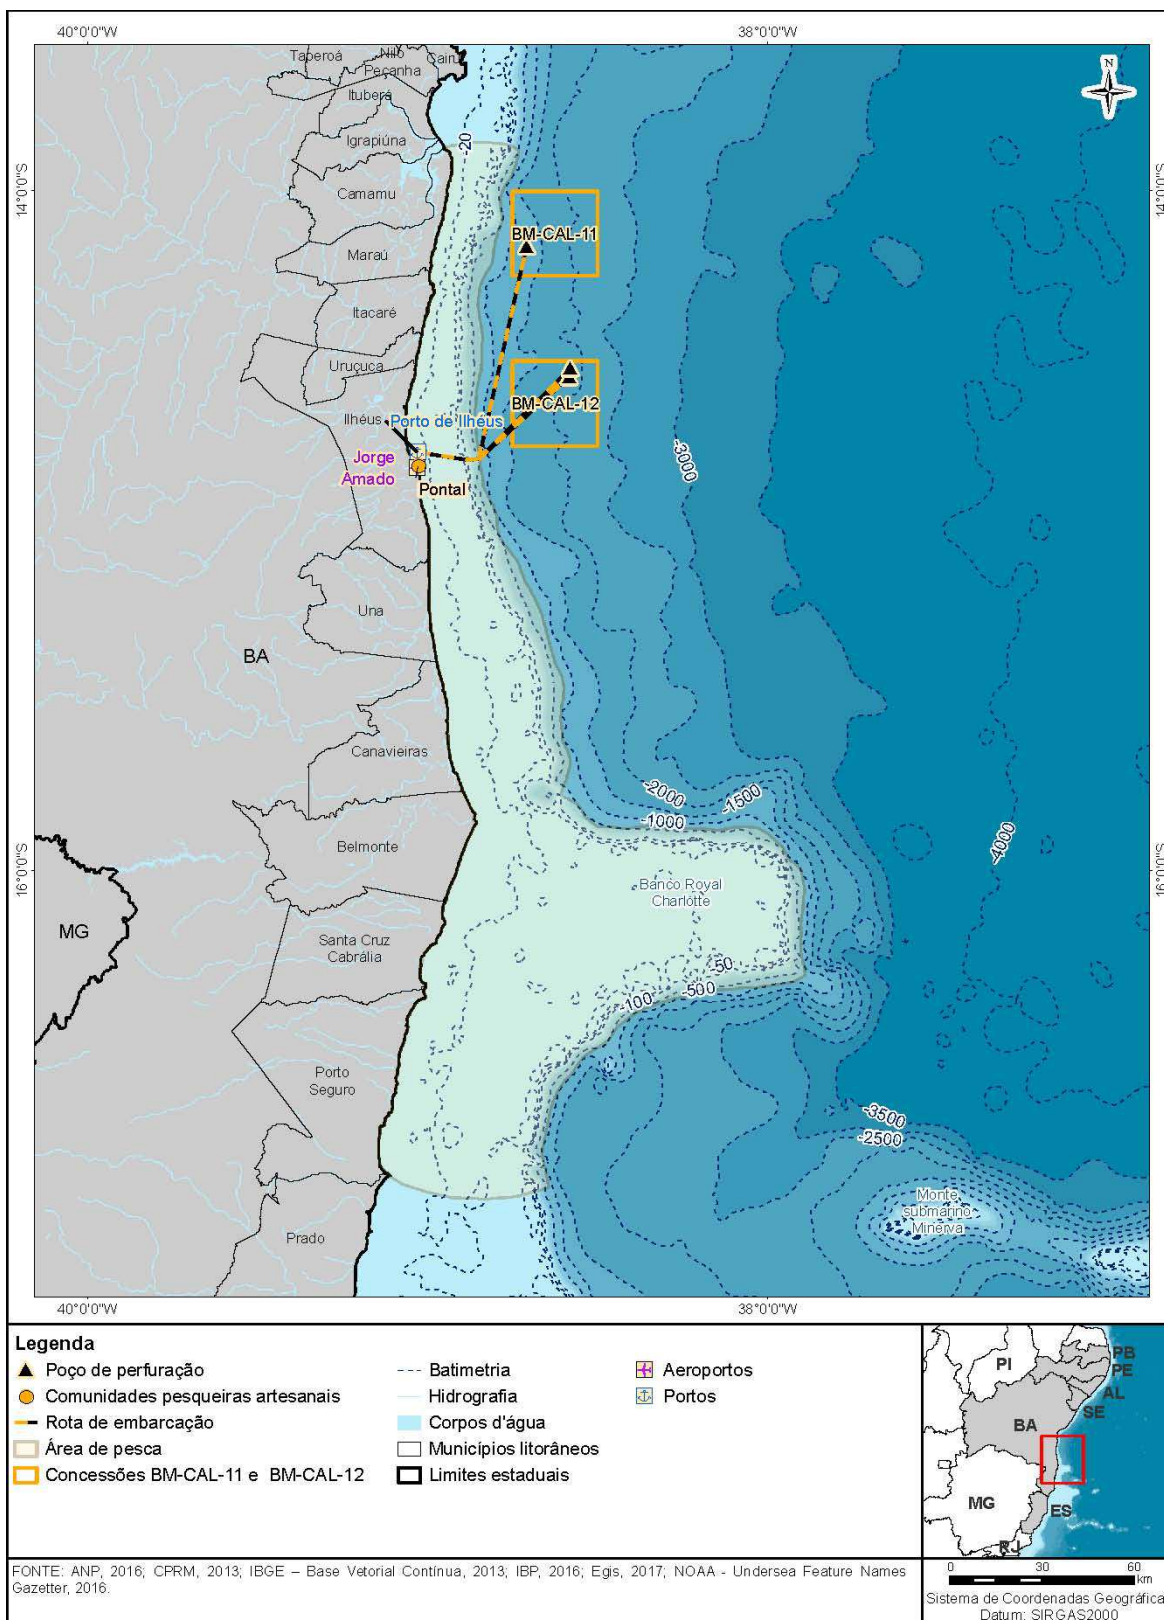 40°0'0"W
38°0'0"W
Taperoá
Nilo
Peçanha
Cairu
N
Ituberá
-20
Igrapiúna
14°0'0"S
14°0'0"S
Camamu
BM-CAL-11
Maraú
Itacaré
Uruçuca
BM-CAL-12
Ilhéus
Porto de Ilhéus
-3000
Jorge
Amado
Pontal
Una
BA
Canavieiras
-2000
-1500
-1000
-4000
Belmonte
16°0'0"S
16°0'0"S
Banco Royal
Charlotte
MG
Santa Cruz
Cabrália
-50
-500
-100
Porto
Seguro
-3500
-2500
Monte
submarino
Minerva
Prado
40°0'0"W
38°0'0"W
Legenda
Poço de perfuração
Comunidades pesqueiras artesanais
Rota de embarcação
Área de pesca
Concessões BM-CAL-11 e BM-CAL-12
Batimetria
Hidrografia
Corpos d'água
Municípios litorâneos
Limites estaduais
Aeroportos
Portos
PI
PB
PE
AL
SE
BA
MG
ES
RJ
FONTE: ANP, 2016; CPRM, 2013; IBGE – Base Vetorial Contínua, 2013; IBP, 2016; Egis, 2017; NOAA - Undersea Feature Names
Gazetter, 2016.
0 30 60
km
Sistema de Coordenadas Geográfica
Datum: SIRGAS2000